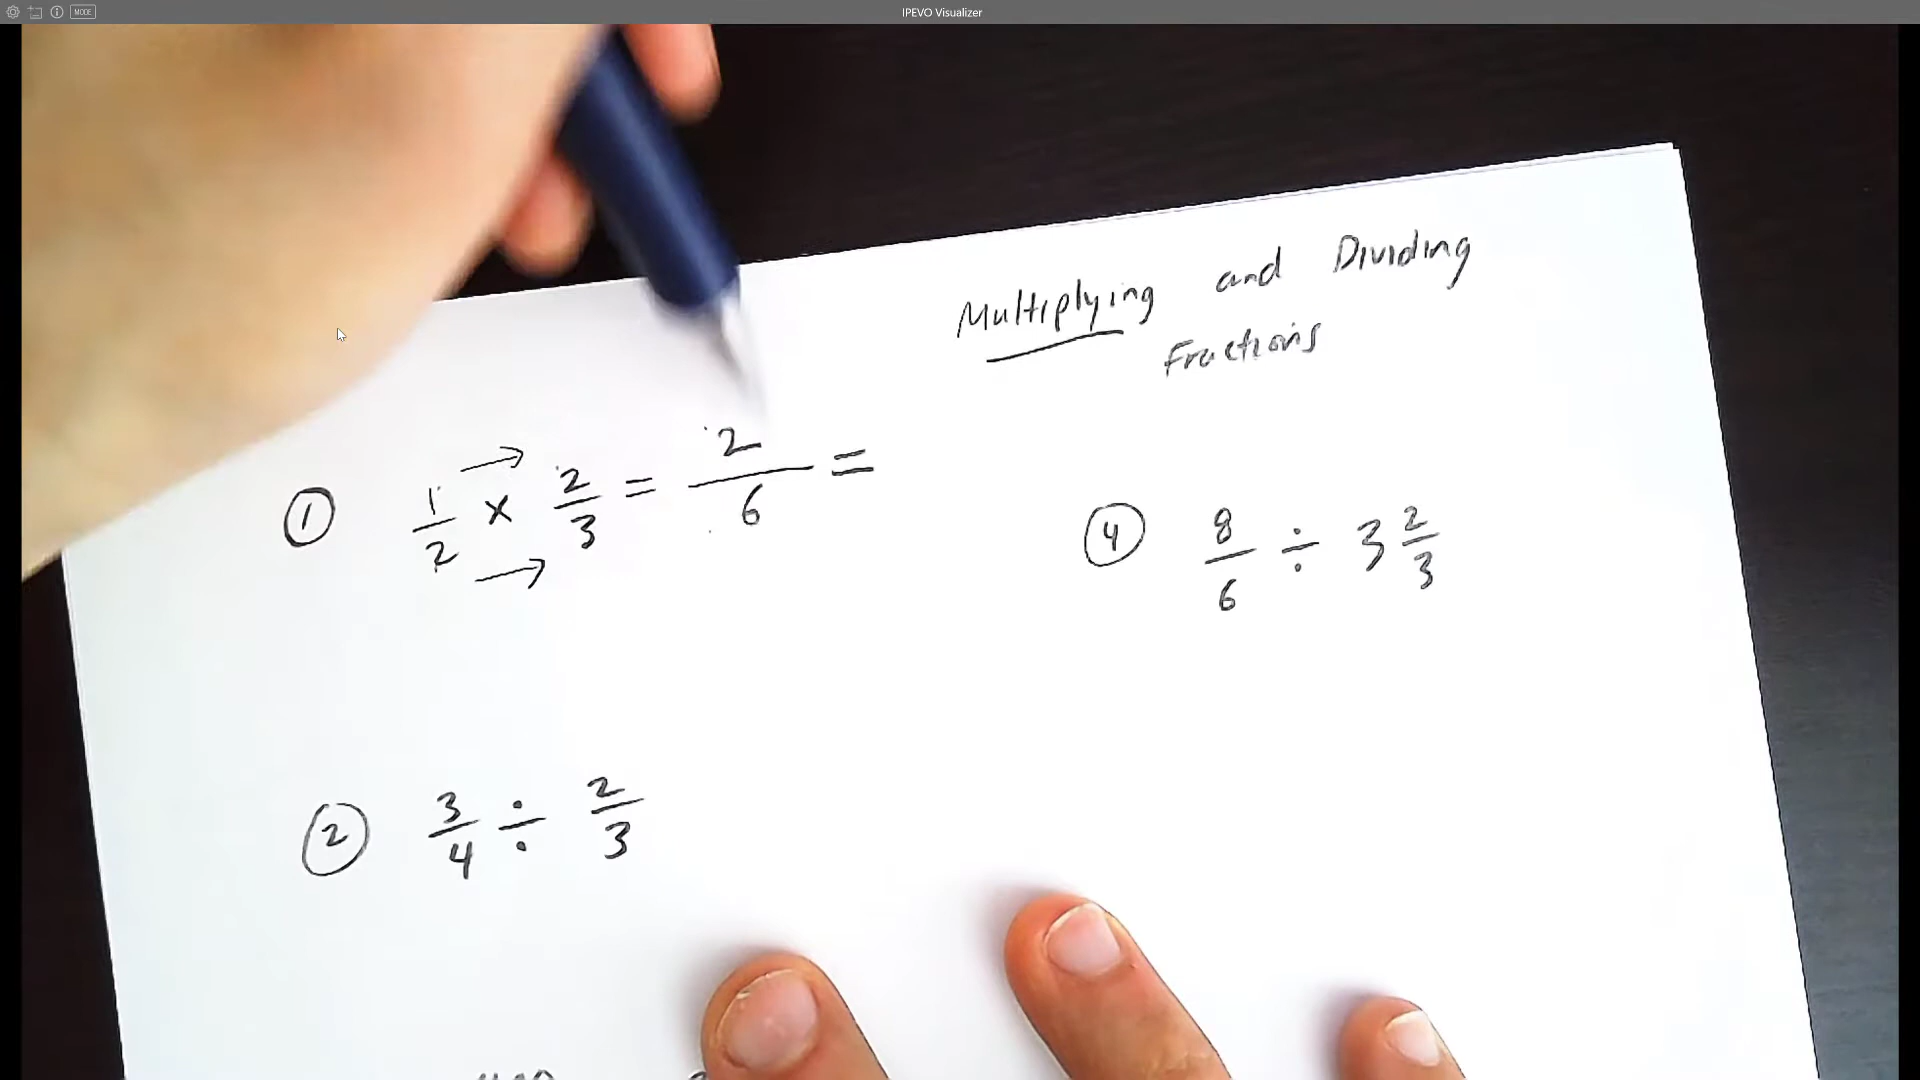 MODE
IPEVO Visualizer
Multiplying and Dividing
Fractions
① 1/2 × 2/3 = 2/6 =
④ 8/6 ÷ 3 2/3
② 3/4 ÷ 2/3